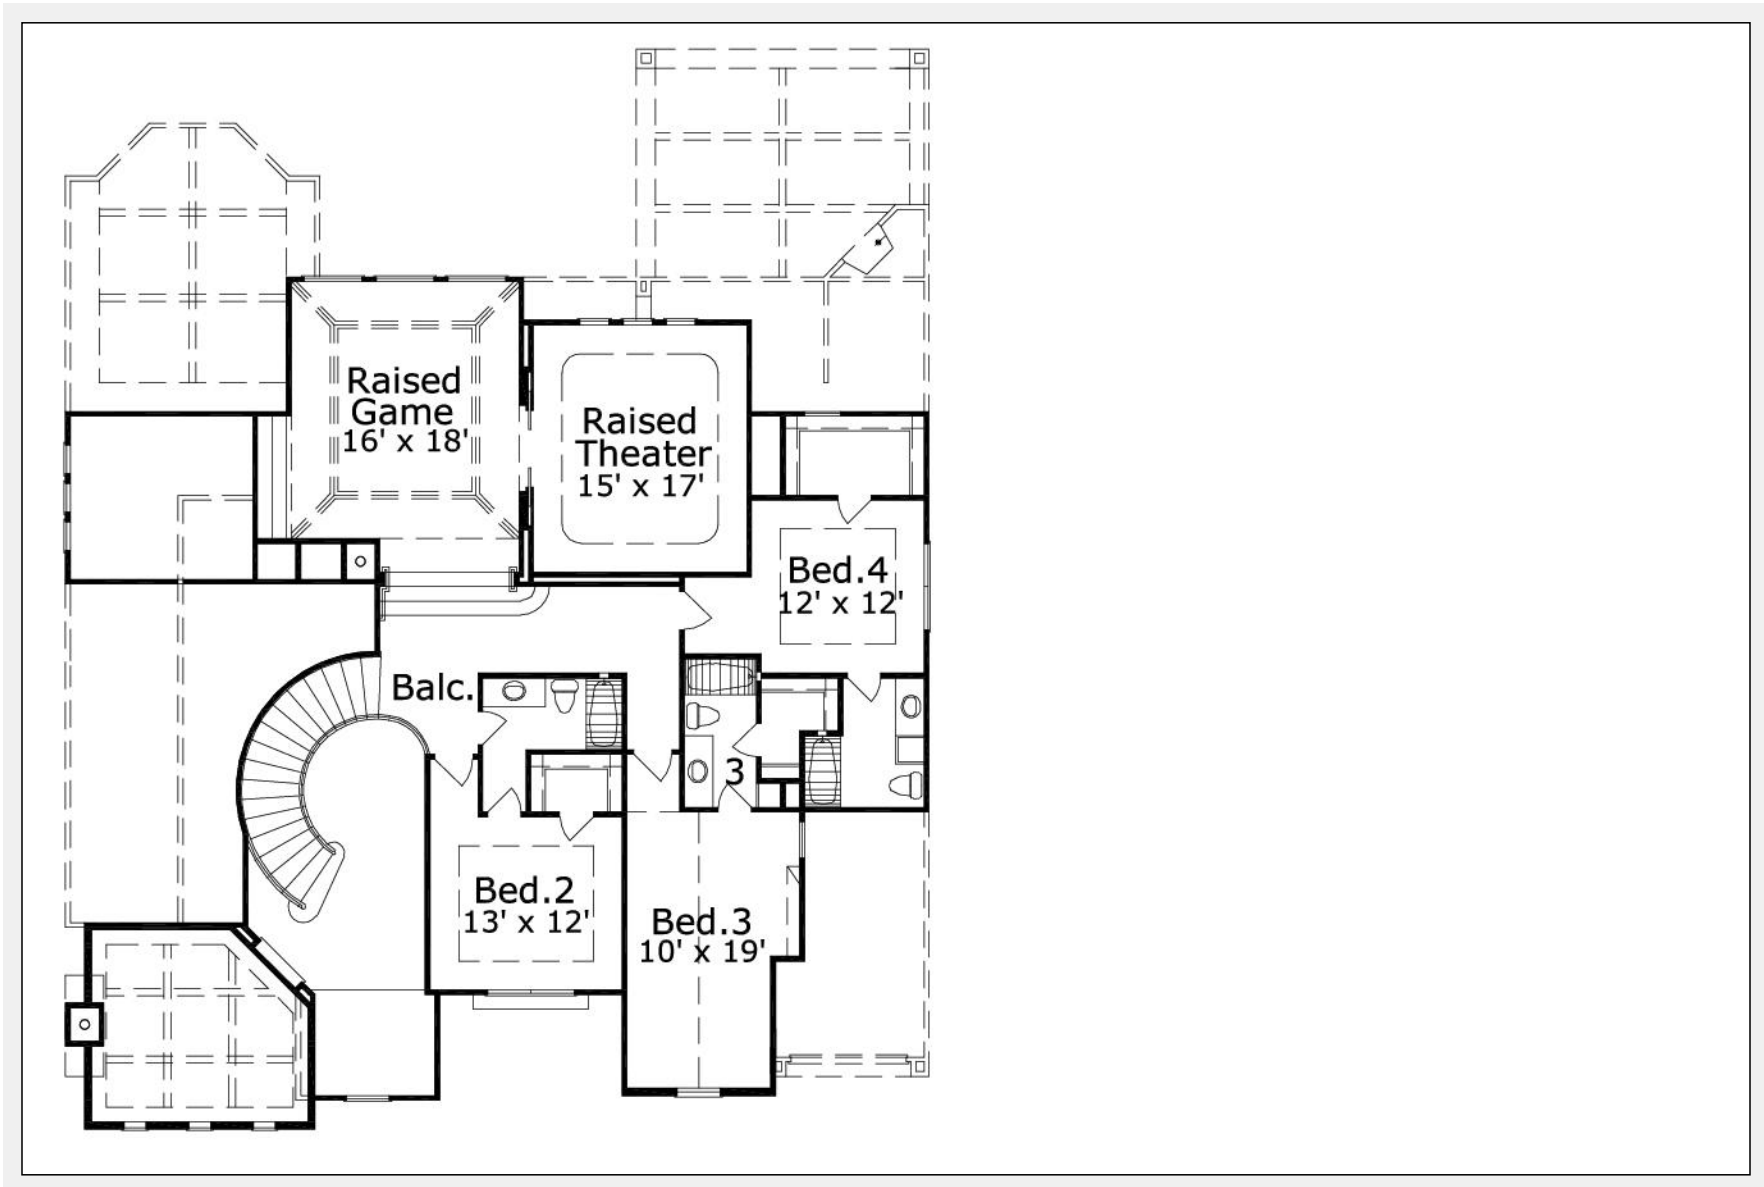 Raised
Game
16' x 18'
Raised
Theater
15' x 17'
Bed.4
12' x 12'
Balc.
3
Bed.2
13' x 12'
Bed.3
10' x 19'